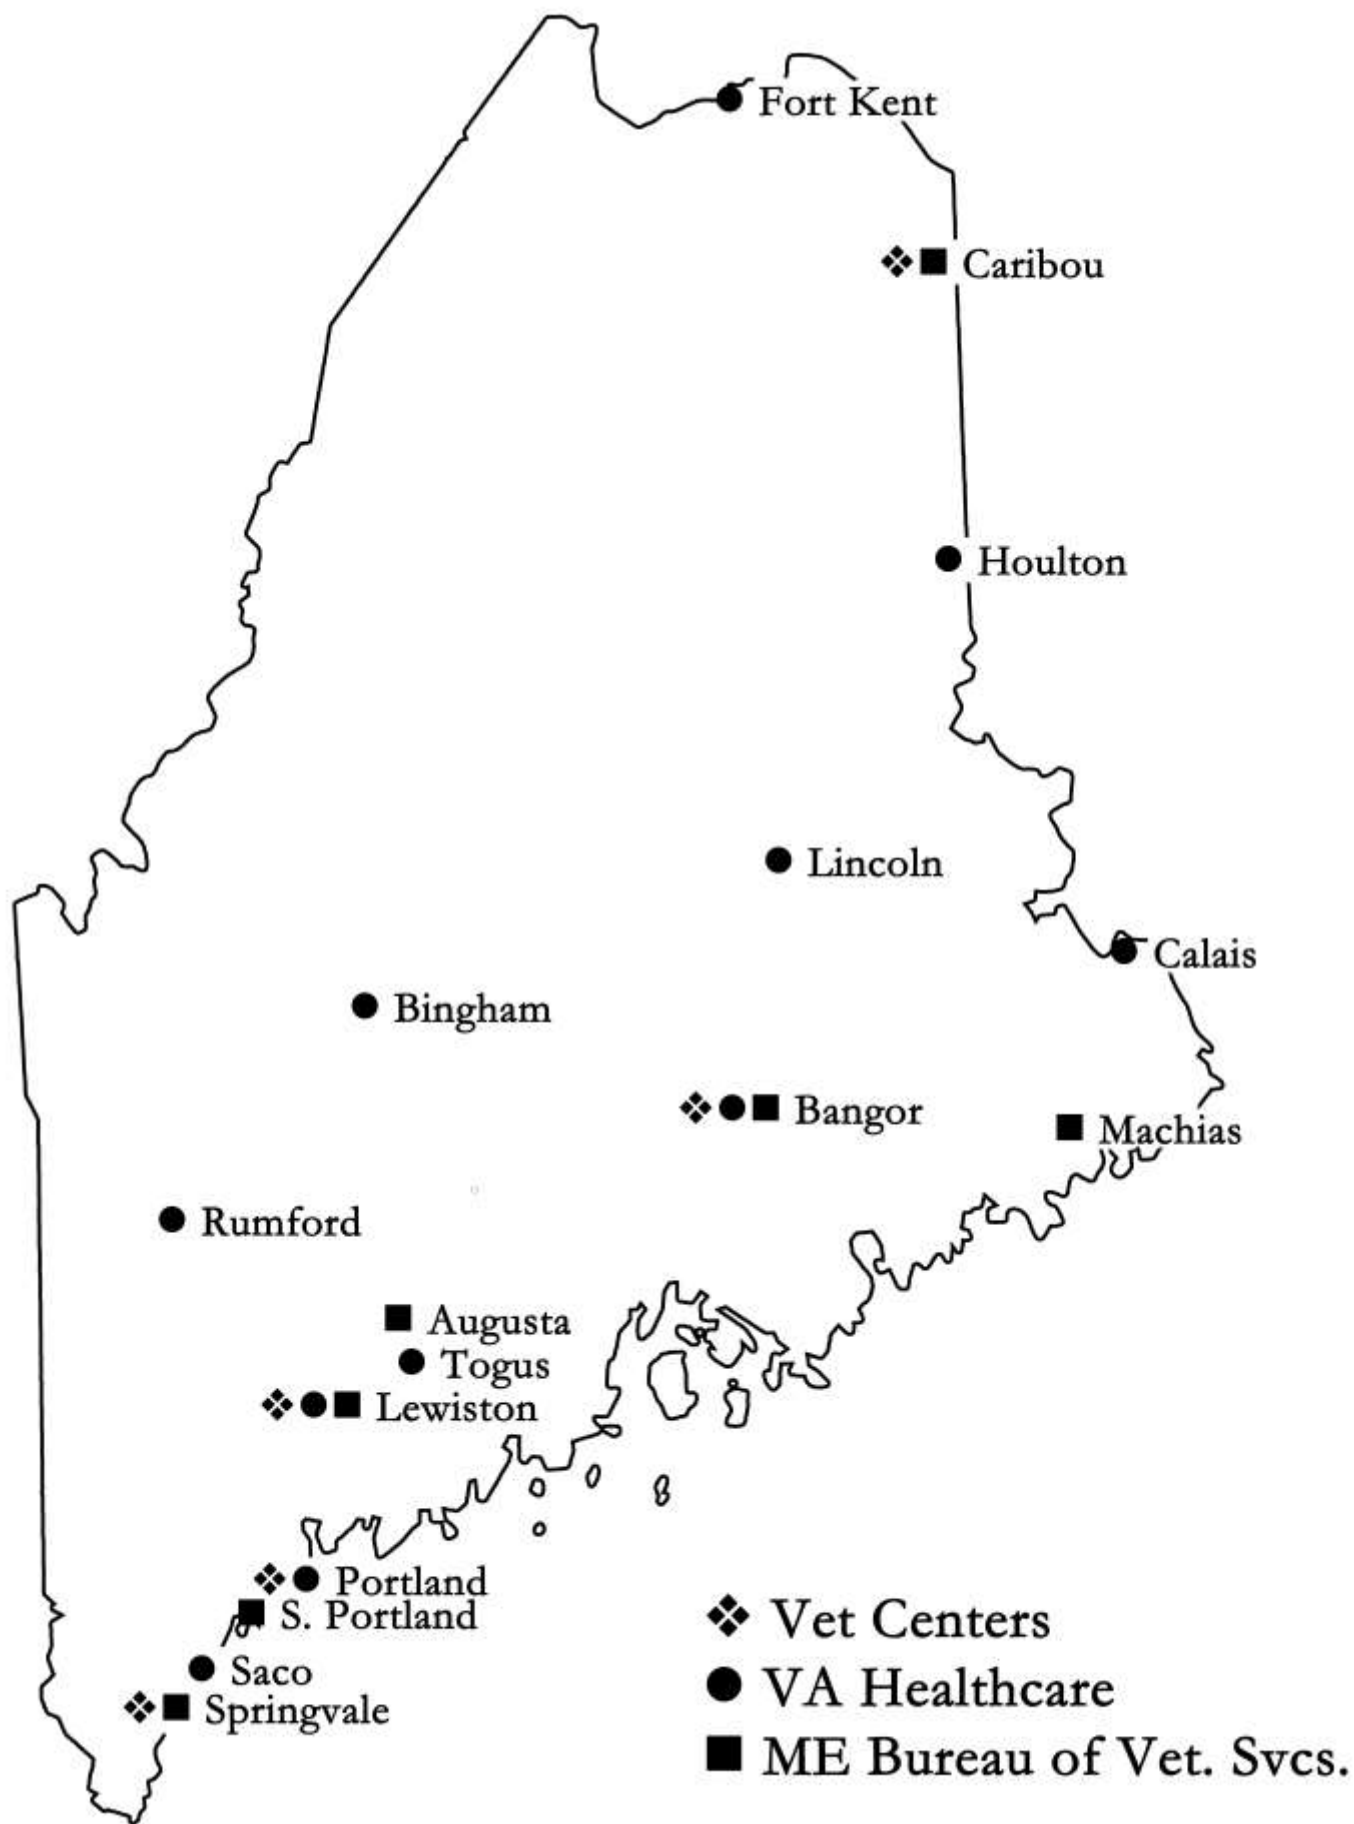 Fort Kent
Caribou
Houlton
Lincoln
Calais
Bingham
Bangor
Machias
Rumford
Augusta
Togus
Lewiston
Portland
S. Portland
Saco
Springvale
Vet Centers
VA Healthcare
ME Bureau of Vet. Svcs.